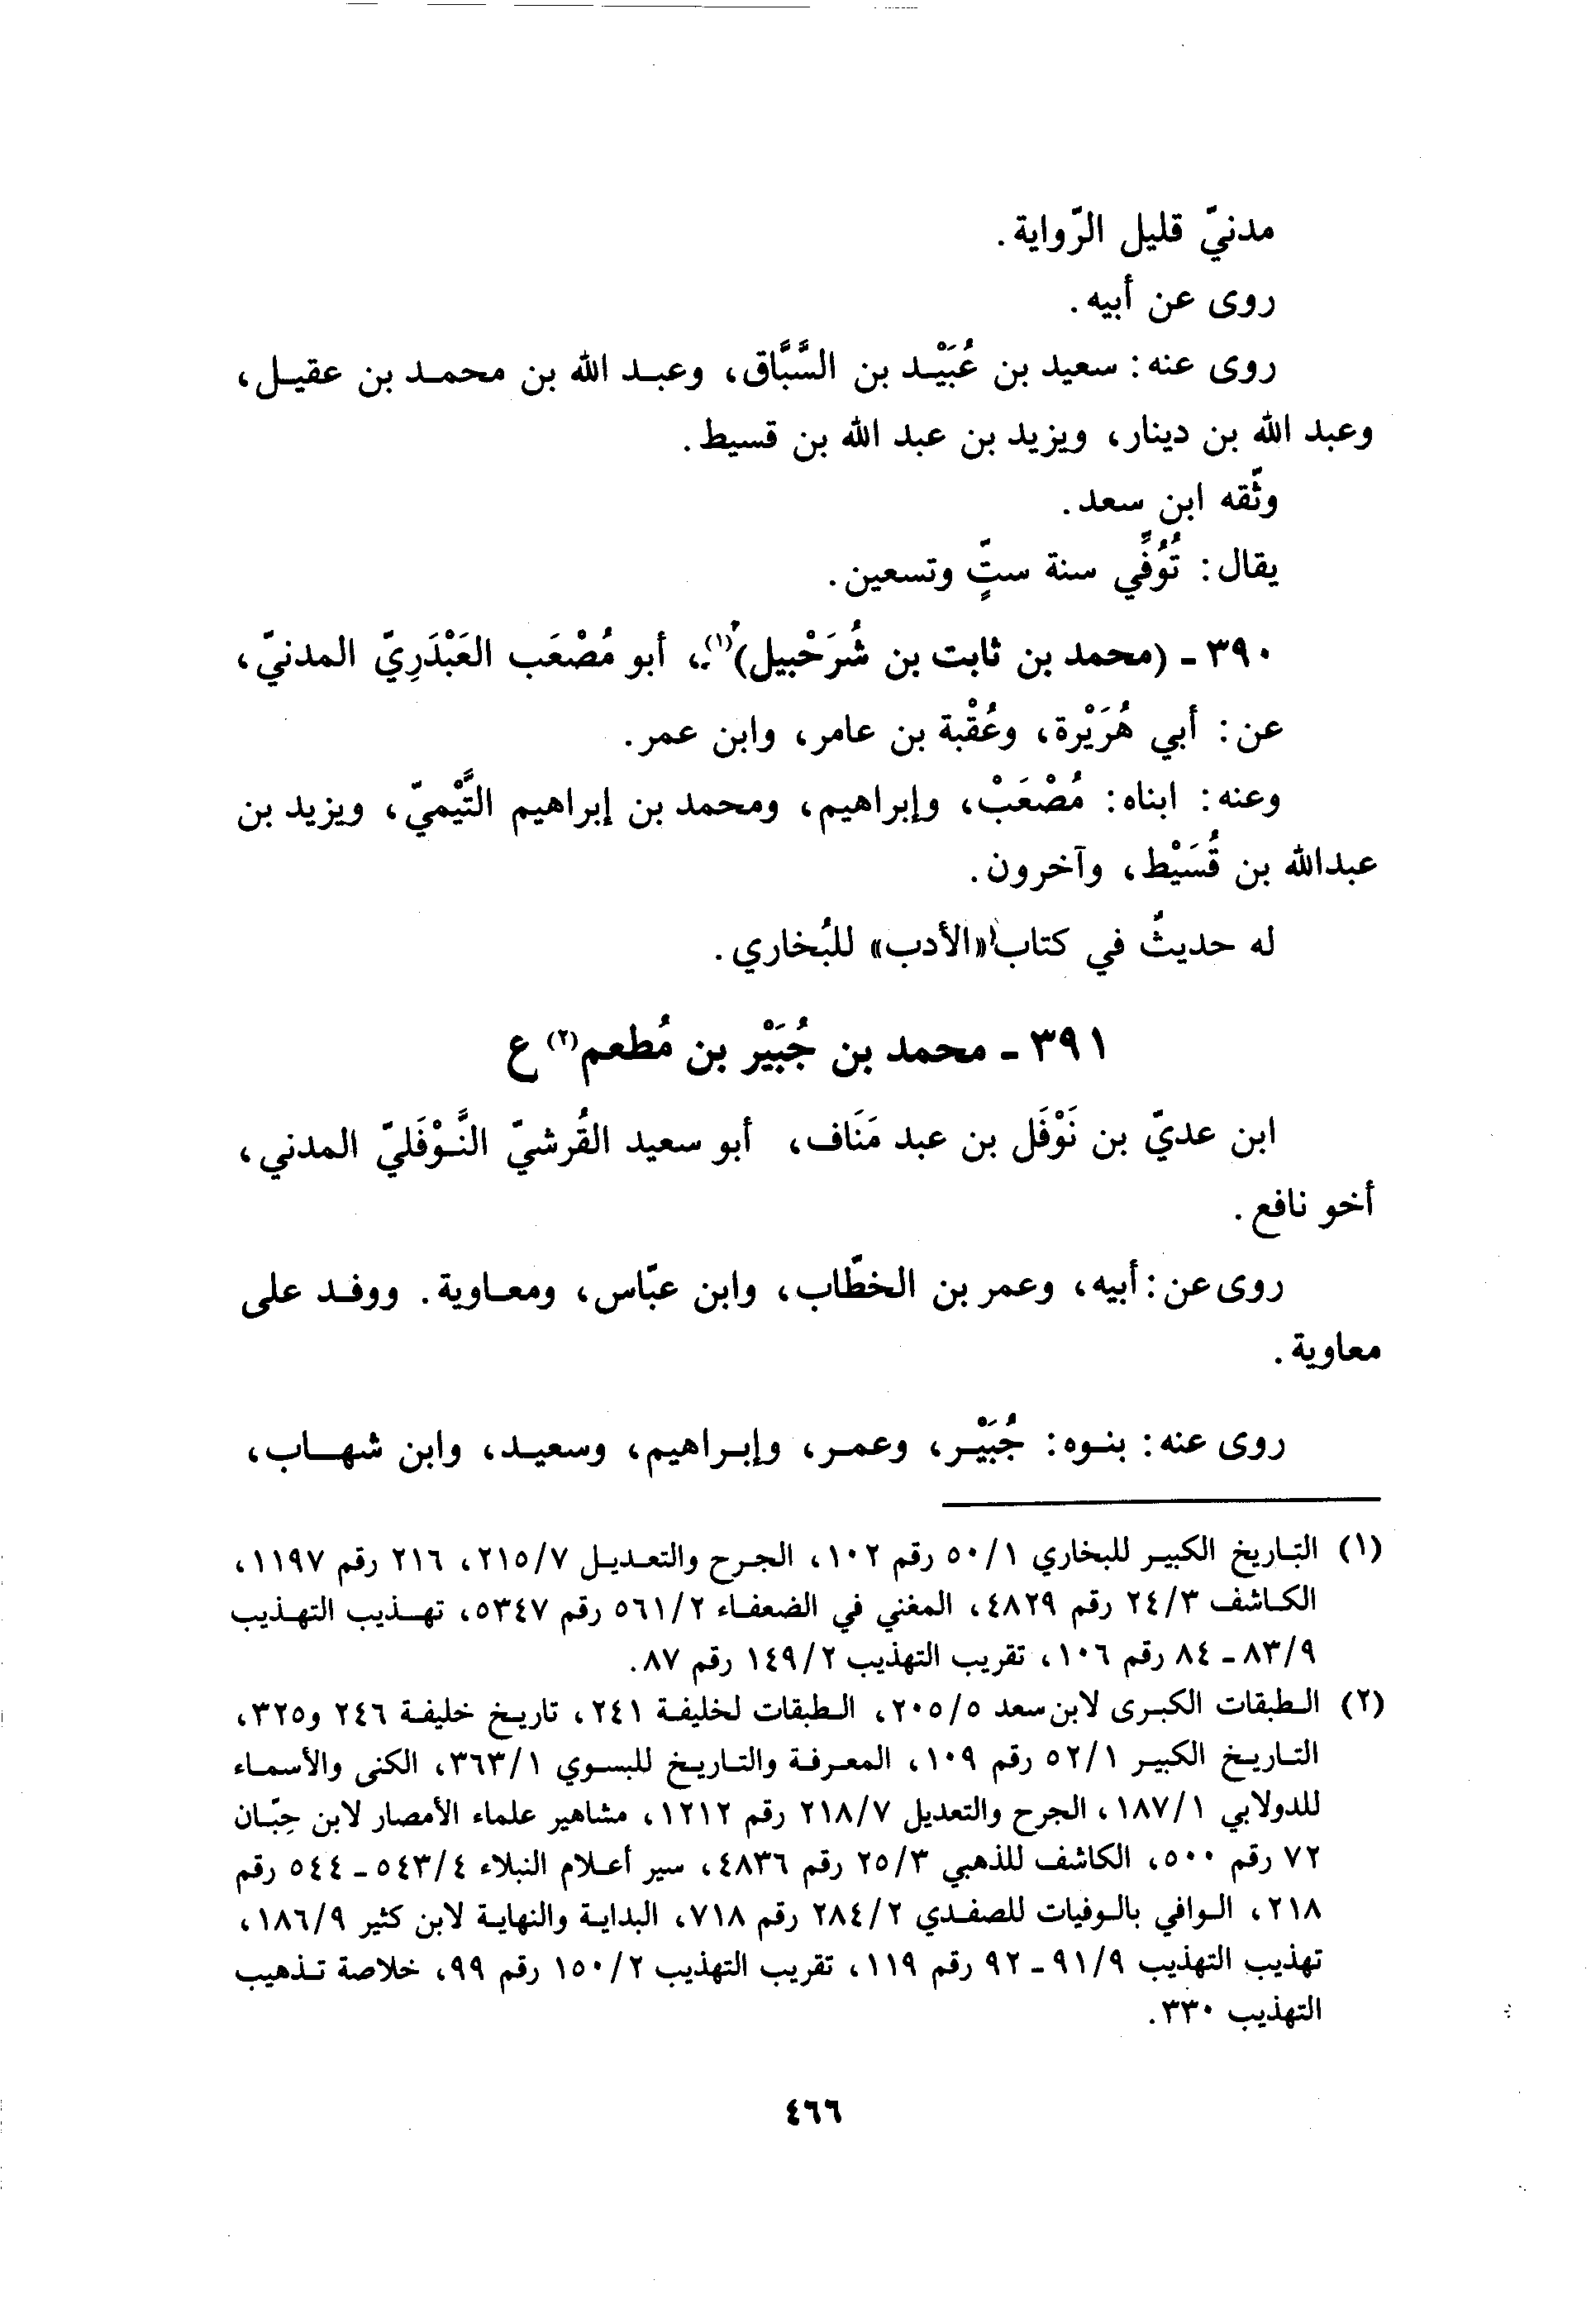 مدنيّ قليل الرّواية.
روى عن أبيه.
روى عنه: سعيد بن عُبَيْد بن السَّبَّاق، وعبد الله بن محمد بن عقيل،
وعبد الله بن دينار، ويزيد بن عبد الله بن قسيط.
وثّقه ابن سعد.
يقال: تُوُفِّي سنة ستٍّ وتسعين.
٣٩٠ - (محمد بن ثابت بن شُرَحْبيل)(١)، أبو مُصْعَب العَبْدَرِيّ المدنيّ،
عن: أبي هُرَيْرة، وعُقْبة بن عامر، وابن عمر.
وعنه: ابناه: مُصْعَبْ، وإبراهيم، ومحمد بن إبراهيم التَّيْميّ، ويزيد بن
عبدالله بن قُسَيْط، وآخرون.
له حديثٌ في كتاب «الأدب» للبُخاري.
٣٩١ - محمد بن جُبَيْر بن مُطعم(٢) ع
ابن عديّ بن نَوْفَل بن عبد مَنَاف، أبو سعيد القُرشيّ النَّوْفَليّ المدني،
أخو نافع.
روى عن: أبيه، وعمر بن الخطّاب، وابن عبّاس، ومعاوية. ووفد على
معاوية.
روى عنه: بنوه: جُبَيْر، وعمر، وإبراهيم، وسعيد، وابن شهاب،
(١) التاريخ الكبير للبخاري ٥٠/١ رقم ١٠٢، الجرح والتعديل ٢١٥/٧، ٢١٦ رقم ١١٩٧،
الكاشف ٢٤/٣ رقم ٤٨٢٩، المغني في الضعفاء ٥٦١/٢ رقم ٥٣٤٧، تهذيب التهذيب
٨٣/٩ - ٨٤ رقم ١٠٦، تقريب التهذيب ١٤٩/٢ رقم ٨٧.
(٢) الطبقات الكبرى لابن سعد ٢٠٥/٥، الطبقات لخليفة ٢٤١، تاريخ خليفة ٢٤٦ و٣٢٥،
التاريخ الكبير ٥٢/١ رقم ١٠٩، المعرفة والتاريخ للبسوي ٣٦٣/١، الكنى والأسماء
للدولابي ١٨٧/١، الجرح والتعديل ٢١٨/٧ رقم ١٢١٢، مشاهير علماء الأمصار لابن حِبّان
٧٢ رقم ٥٠٠، الكاشف للذهبي ٢٥/٣ رقم ٤٨٣٦، سير أعلام النبلاء ٥٤٣/٤ - ٥٤٤ رقم
٢١٨، الوافي بالوفيات للصفدي ٢٨٤/٢ رقم ٧١٨، البداية والنهاية لابن كثير ١٨٦/٩،
تهذيب التهذيب ٩١/٩ - ٩٢ رقم ١١٩، تقريب التهذيب ١٥٠/٢ رقم ٩٩، خلاصة تذهيب
التهذيب ٣٣٠.
٤٦٦